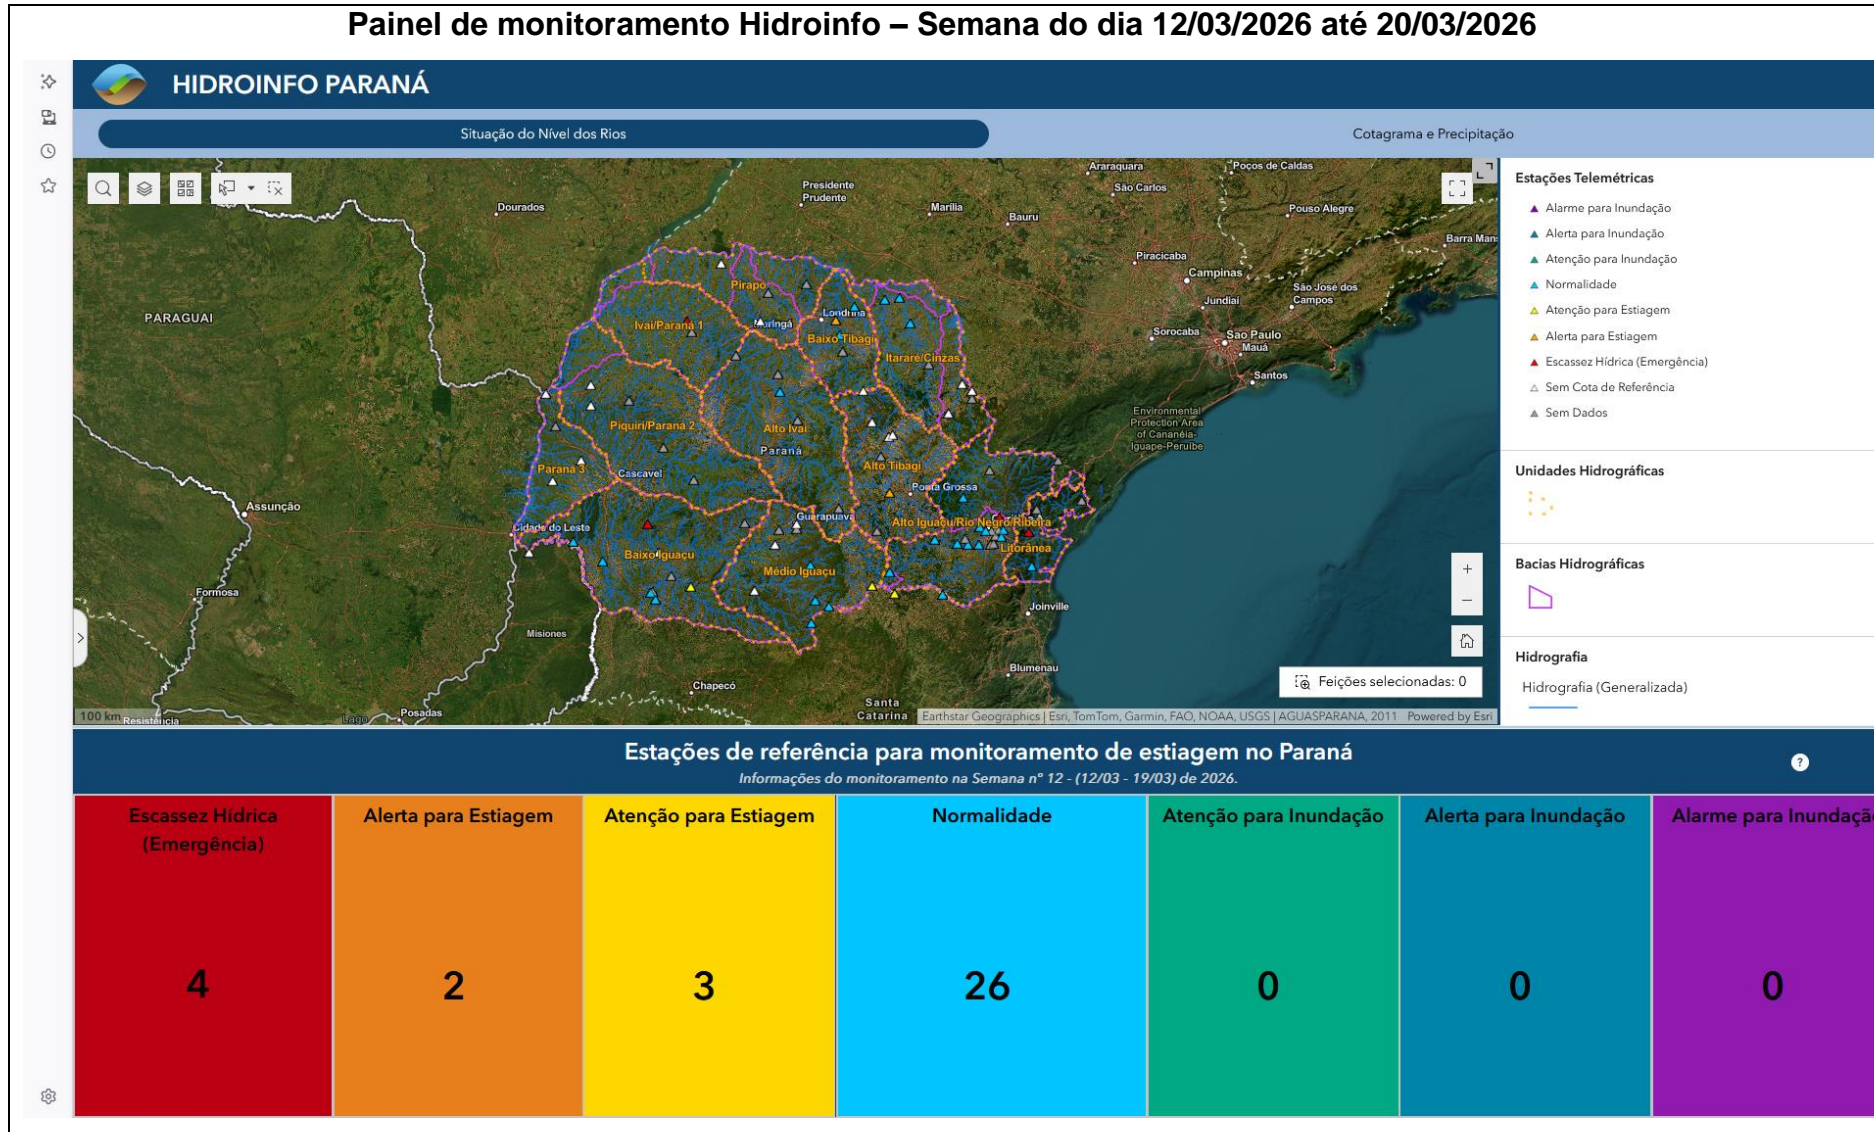 Painel de monitoramento Hidroinfo – Semana do dia 12/03/2026 até 20/03/2026
HIDROINFO PARANÁ
Situação do Nível dos Rios
Cotagrama e Precipitação
Araraquara
Poços de Caldas
São Carlos
Presidente
Prudente
Dourados
Marília
Bauru
Pouso Alegre
Barra Mans
Piracicaba
Campinas
São José dos
Campos
Jundiaí
Sorocaba
Sao Paulo
Mauá
Santos
PARAGUAI
Pirapó
Londrina
Ivaí/Paraná 1
Maringá
Baixo Tibagi
Itararé/Cinzas
Environmental
Protection Area
of Cananéia-
Iguape-Peruíbe
Piquiri/Paraná 2
Alto Ivaí
Paraná
Paraná 3
Cascavel
Alto Tibagi
Ponta Grossa
Assunção
Cidade do Leste
Guarapuava
Alto Iguaçu/Rio Negro/Ribeira
Litorânea
Baixo Iguaçu
Médio Iguaçu
Formosa
Joinville
Misiones
Blumenau
Chapecó
Santa
Catarina
Posadas
Lago
Resistencia
100 km
Feições selecionadas: 0
Earthstar Geographics | Esri, TomTom, Garmin, FAO, NOAA, USGS | AGUASPARANA, 2011 Powered by Esri
Estações Telemétricas
Alarme para Inundação
Alerta para Inundação
Atenção para Inundação
Normalidade
Atenção para Estiagem
Alerta para Estiagem
Escassez Hídrica (Emergência)
Sem Cota de Referência
Sem Dados
Unidades Hidrográficas
Bacias Hidrográficas
Hidrografia
Hidrografia (Generalizada)
Estações de referência para monitoramento de estiagem no Paraná
?
Informações do monitoramento na Semana nº 12 - (12/03 - 19/03) de 2026.
Escassez Hídrica
(Emergência)
4
Alerta para Estiagem
2
Atenção para Estiagem
3
Normalidade
26
Atenção para Inundação
0
Alerta para Inundação
0
Alarme para Inundaçã
0